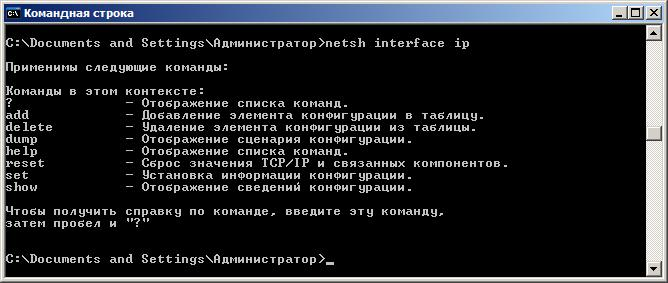 Командная строка
C:\Documents and Settings\Администратор>netsh interface ip
Применимы следующие команды:
Команды в этом контексте:
? - Отображение списка команд.
add - Добавление элемента конфигурации в таблицу.
delete - Удаление элемента конфигурации из таблицы.
dump - Отображение сценария конфигурации.
help - Отображение списка команд.
reset - Сброс значения TCP/IP и связанных компонентов.
set - Установка информации конфигурации.
show - Отображение сведений конфигурации.
Чтобы получить справку по команде, введите эту команду,
затем пробел и "?"
C:\Documents and Settings\Администратор>_